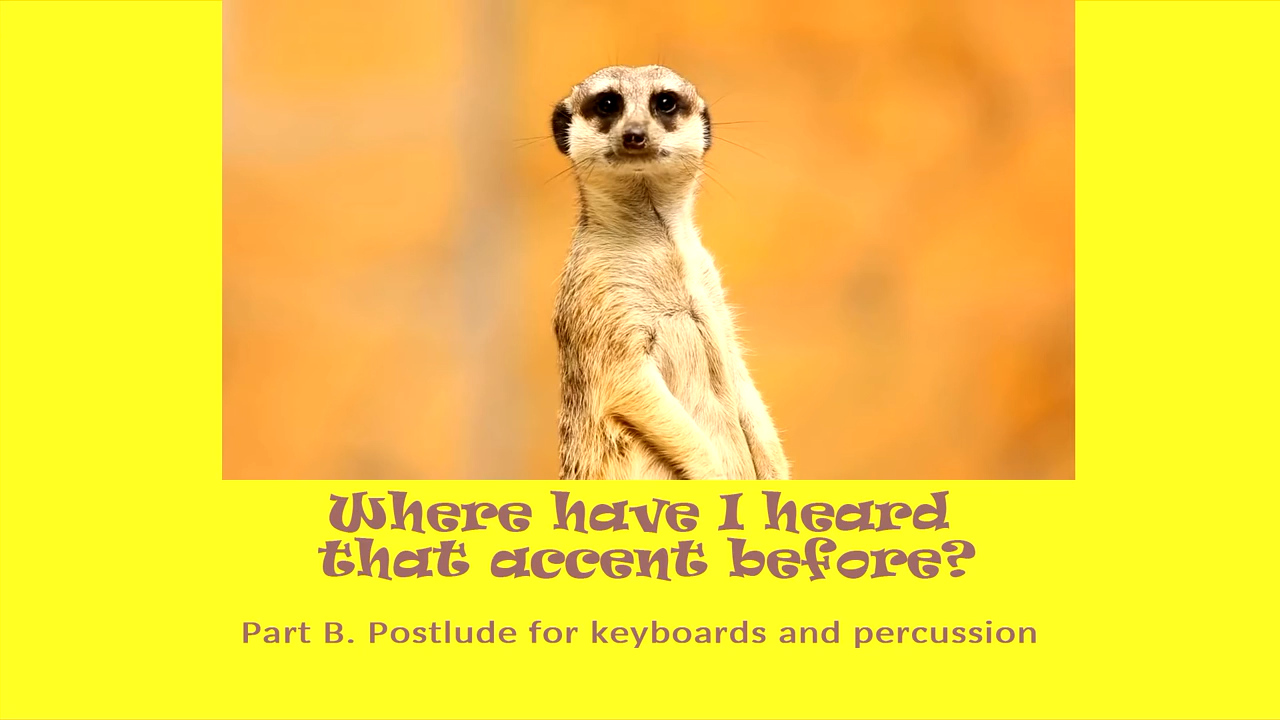 Where have I heard
that accent before?
Part B. Postlude for keyboards and percussion